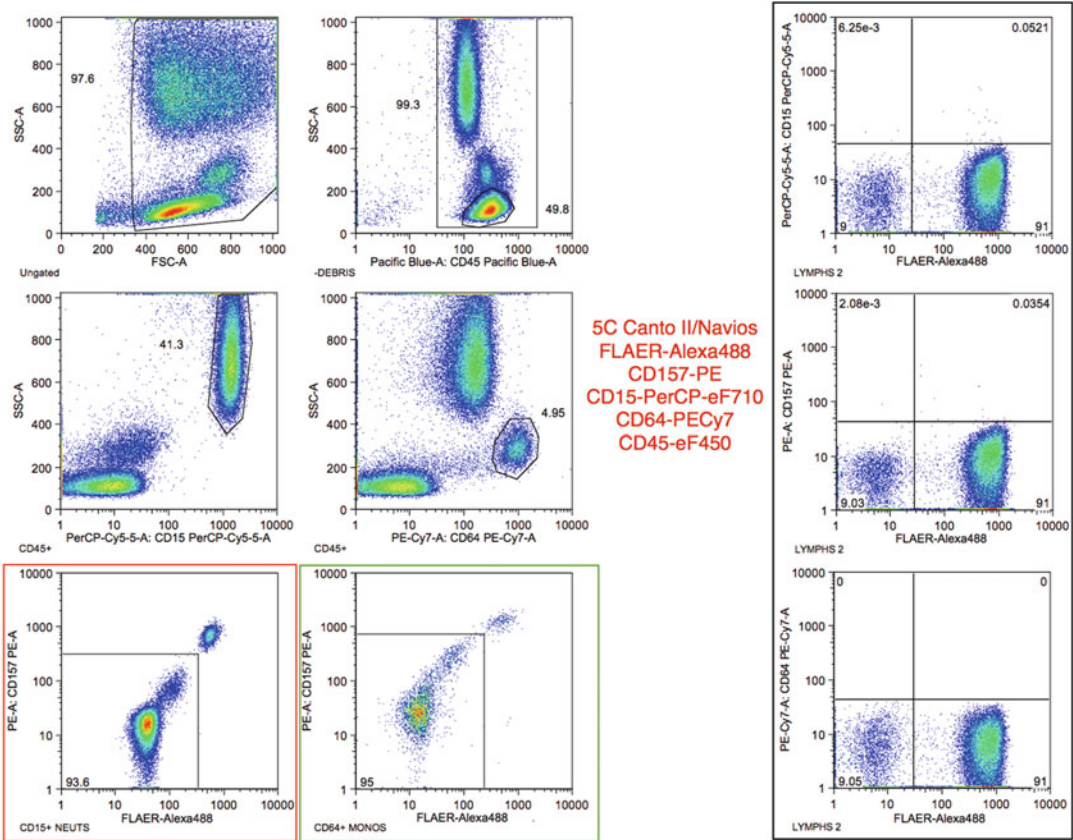 1000
800
600
400
200
0
SSC-A
97.6
0 200 400 600 800 1000
FSC-A
Ungated
1000
800
600
400
200
0
SSC-A
99.3
49.8
1 10 100 1000 10000
Pacific Blue-A: CD45 Pacific Blue-A
-DEBRIS
10000
1000
100
10
1
PerCP-Cy5-5-A: CD15 PerCP-Cy5-5-A
6.25e-3 0.0521
9 91
1 10 100 1000 10000
FLAER-Alexa488
LYMPHS 2
1000
800
600
400
200
0
SSC-A
41.3
1 10 100 1000 10000
PerCP-Cy5-5-A: CD15 PerCP-Cy5-5-A
CD45+
1000
800
600
400
200
0
SSC-A
4.95
1 10 100 1000 10000
PE-Cy7-A: CD64 PE-Cy7-A
CD45+
5C Canto II/Navios
FLAER-Alexa488
CD157-PE
CD15-PerCP-eF710
CD64-PECy7
CD45-eF450
10000
1000
100
10
1
PE-A: CD157 PE-A
2.08e-3 0.0354
9.03 91
1 10 100 1000 10000
FLAER-Alexa488
LYMPHS 2
10000
1000
100
10
1
PE-A: CD157 PE-A
93.6
1 10 100 1000 10000
FLAER-Alexa488
CD15+ NEUTS
10000
1000
100
10
1
PE-A: CD157 PE-A
95
1 10 100 1000 10000
FLAER-Alexa488
CD64+ MONOS
10000
1000
100
10
1
PE-Cy7-A: CD64 PE-Cy7-A
0 0
9.05 91
1 10 100 1000 10000
FLAER-Alexa488
LYMPHS 2